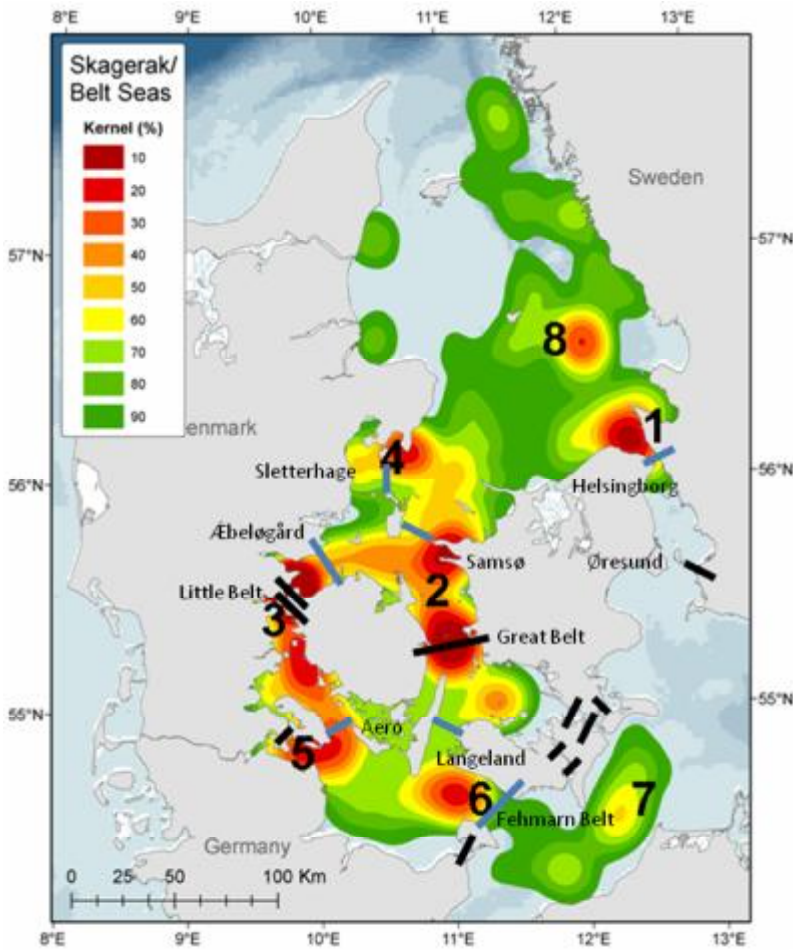 8°E 9°E 10°E 11°E 12°E 13°E
Skagerak/
Belt Seas
Kernel (%)
10
20
30
40
50
60
70
80
90
Sweden
57°N 57°N
8
1
enmark
4
Sletterhage
56°N 56°N
Helsingborg
Æbeløgård
Samsø
Øresund
Little Belt
2
3
Great Belt
55°N 55°N
Aero
5
Langeland
6
7
Fehmarn Belt
Germany
0 25 50 100 Km
8°E 9°E 10°E 11°E 12°E 13°E